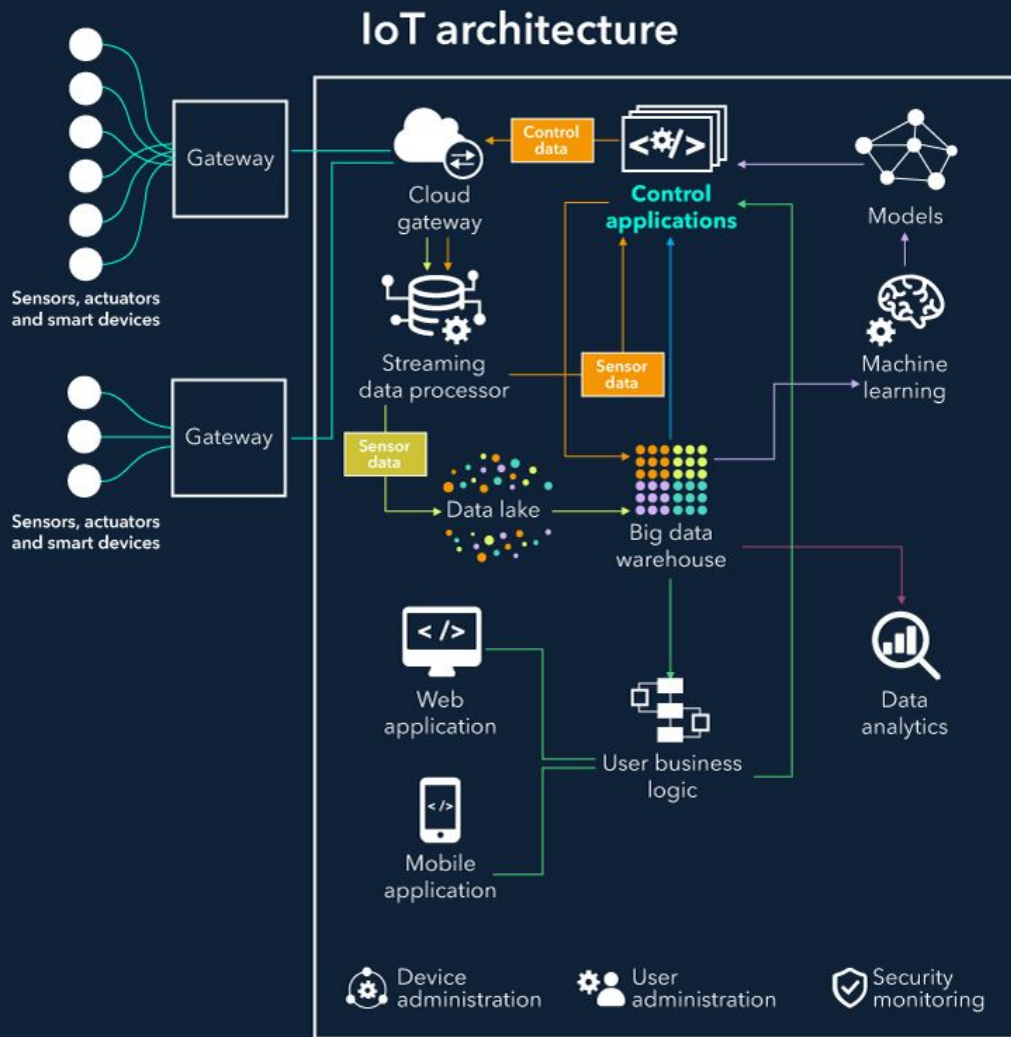 IoT architecture
Gateway
Sensors, actuators
and smart devices
Gateway
Sensors, actuators
and smart devices
Cloud
gateway
Control
data
< />
Control
applications
Models
Streaming
data processor
Sensor
data
Machine
learning
Sensor
data
Data lake
Big data
warehouse
< />
Web
application
User business
logic
Data
analytics
</>
Mobile
application
Device
administration
User
administration
Security
monitoring